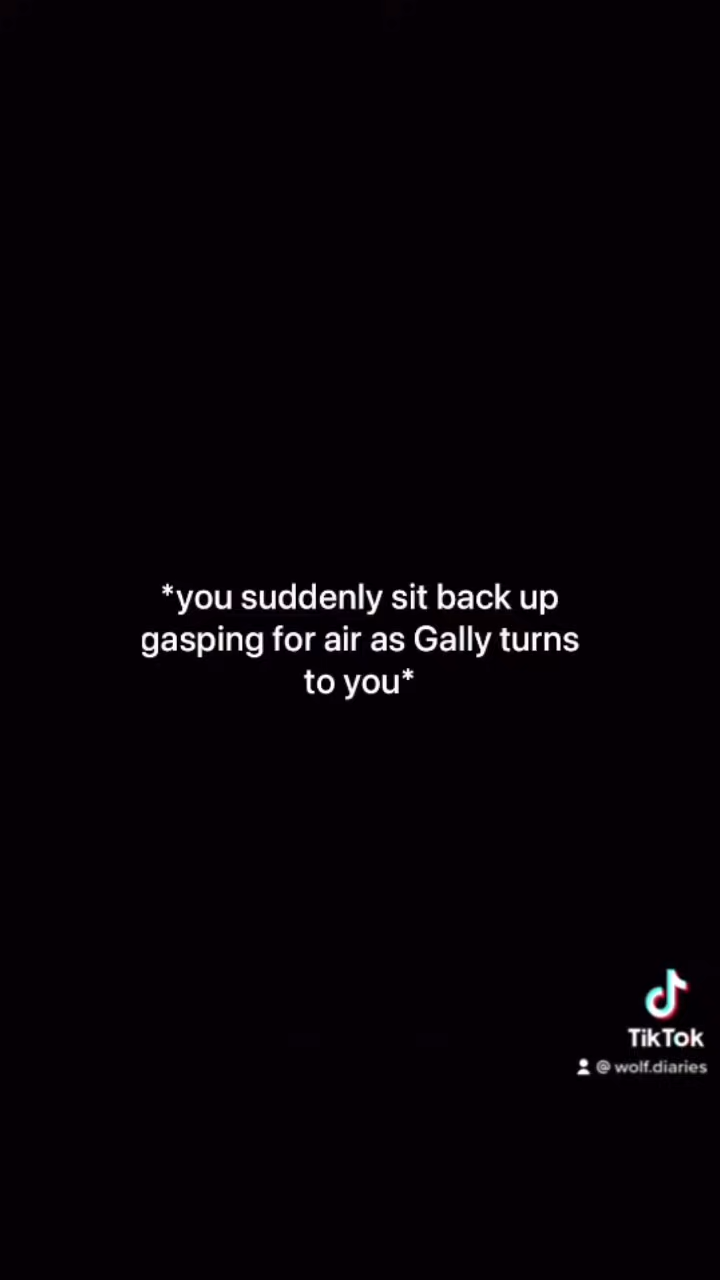 *you suddenly sit back up
gasping for air as Gally turns
to you*
TikTok
@ wolf.diaries